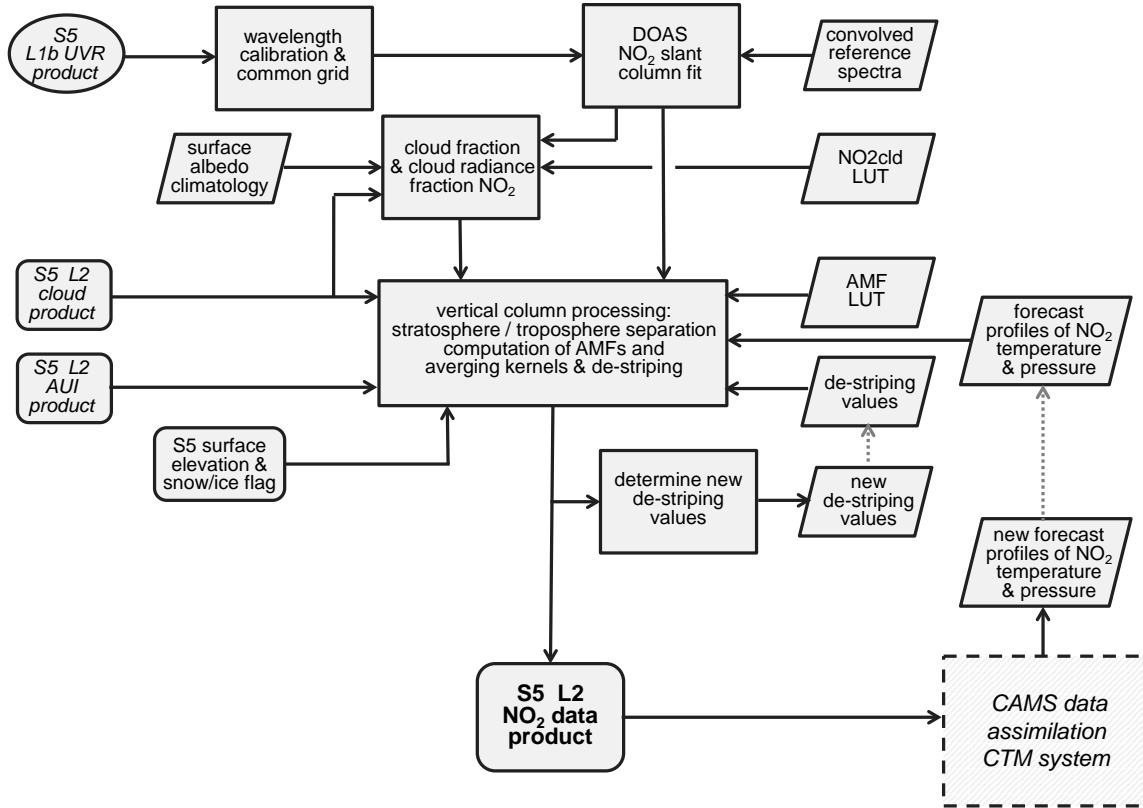 S5
L1b UVR
product
wavelength
calibration &
common grid
DOAS
NO₂ slant
column fit
convolved
reference
spectra
surface
albedo
climatology
cloud fraction
& cloud radiance
fraction NO₂
NO2cld
LUT
S5 L2
cloud
product
vertical column processing:
stratosphere / troposphere separation
computation of AMFs and
averging kernels & de-striping
AMF
LUT
forecast
profiles of NO₂
temperature
& pressure
S5 L2
AUI
product
de-striping
values
S5 surface
elevation &
snow/ice flag
determine new
de-striping
values
new
de-striping
values
new forecast
profiles of NO₂
temperature
& pressure
S5 L2
NO₂ data
product
CAMS data
assimilation
CTM system